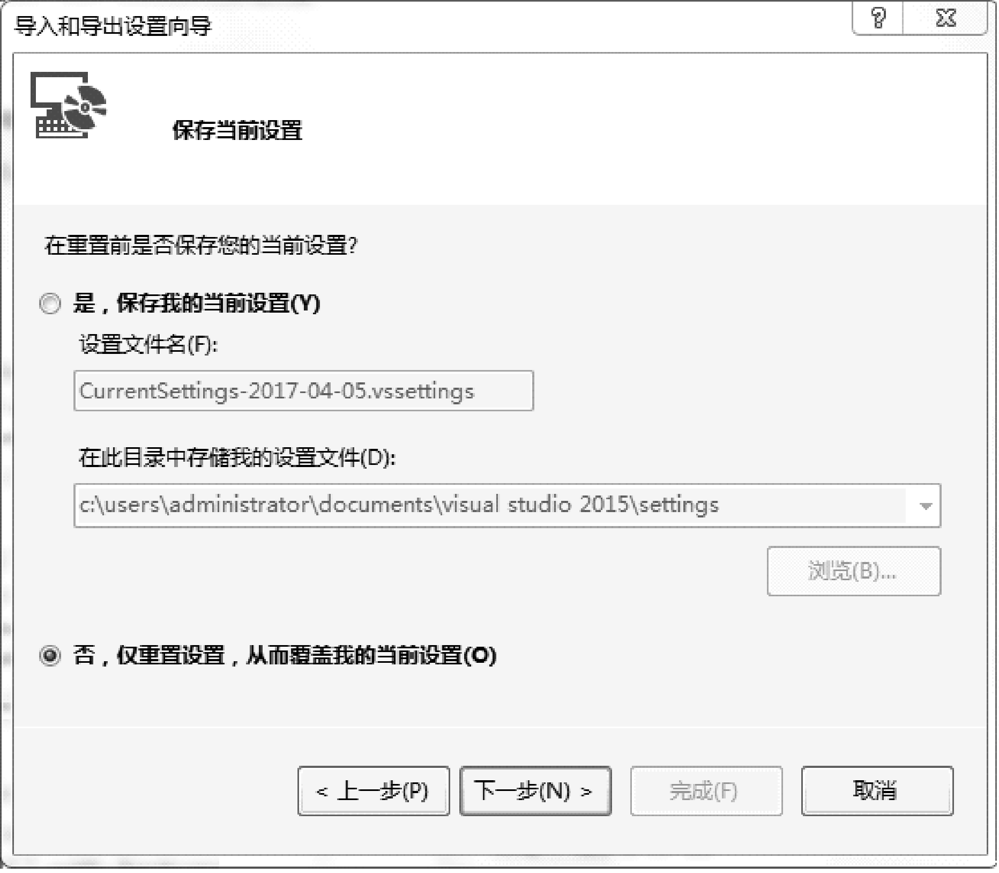 导入和导出设置向导
保存当前设置
在重置前是否保存您的当前设置?
是，保存我的当前设置(Y)
设置文件名(F):
CurrentSettings-2017-04-05.vssettings
在此目录中存储我的设置文件(D):
c:\users\administrator\documents\visual studio 2015\settings
浏览(B)...
否，仅重置设置，从而覆盖我的当前设置(O)
< 上一步(P) 下一步(N) > 完成(F) 取消